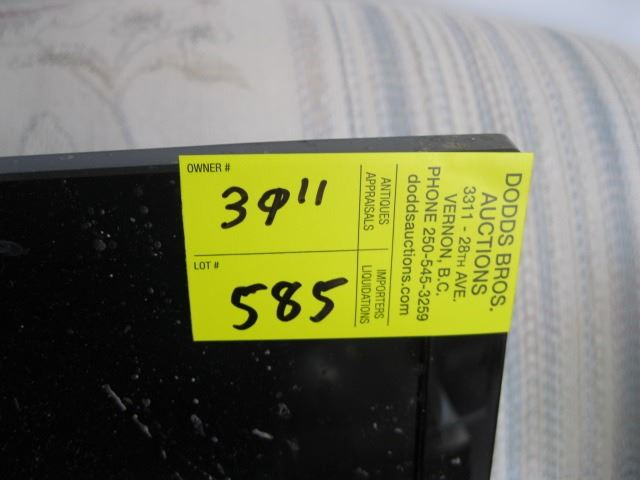 OWNER #
39"
LOT #
585
ANTIQUES
APPRAISALS
IMPORTERS
LIQUIDATIONS
DODDS BROS.
AUCTIONS
3311 - 28TH AVE.
VERNON, B.C.
PHONE 250-545-3259
doddsauctions.com